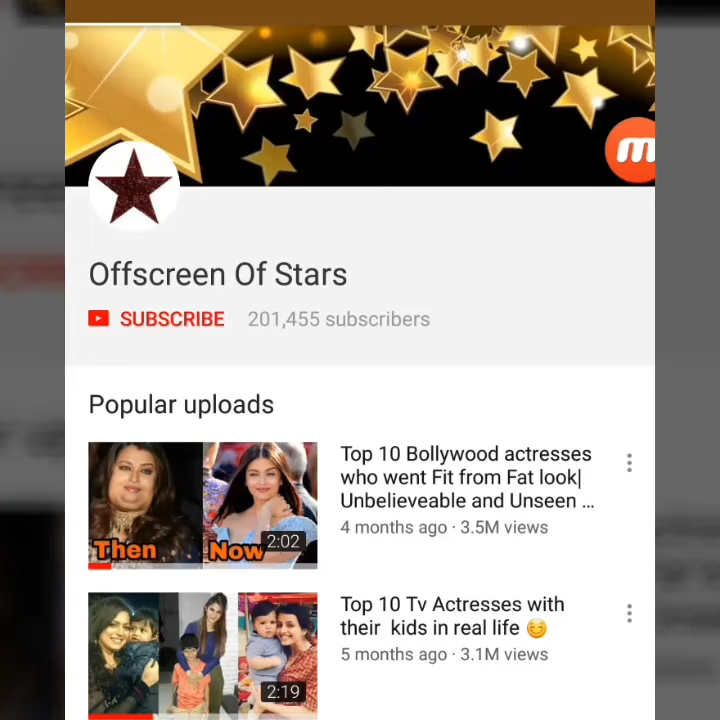 m
Offscreen Of Stars
SUBSCRIBE 201,455 subscribers
Popular uploads
Top 10 Bollywood actresses
who went Fit from Fat look|
Unbelieveable and Unseen ...
4 months ago · 3.5M views
Then
Now
2:02
Top 10 Tv Actresses with
their kids in real life 😊
5 months ago · 3.1M views
2:19